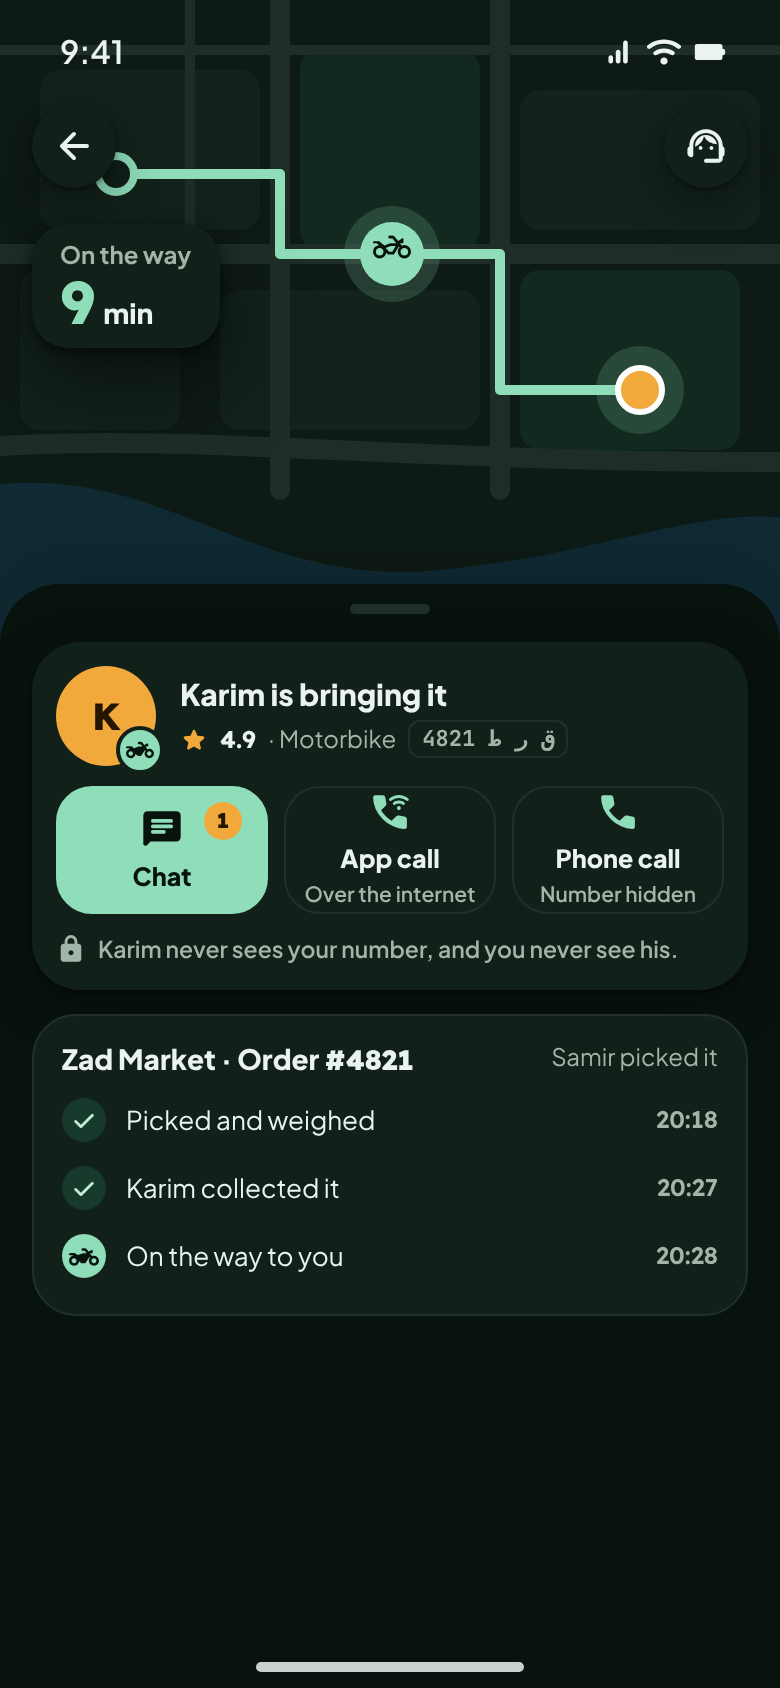 9:41
On the way
9 min
K
Karim is bringing it
4.9 · Motorbike ق ر ط 4821
1
Chat
App call
Over the internet
Phone call
Number hidden
Karim never sees your number, and you never see his.
Zad Market · Order #4821
Samir picked it
Picked and weighed 20:18
Karim collected it 20:27
On the way to you 20:28